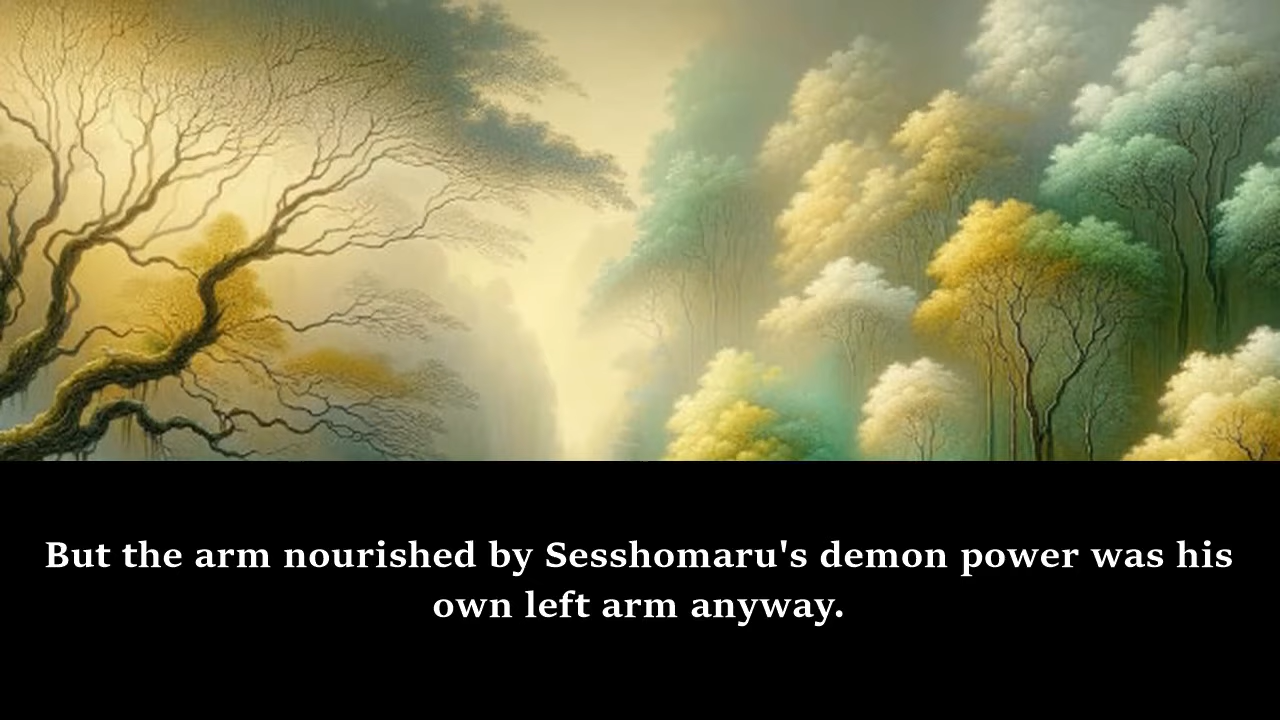 But the arm nourished by Sesshomaru's demon power was his
own left arm anyway.